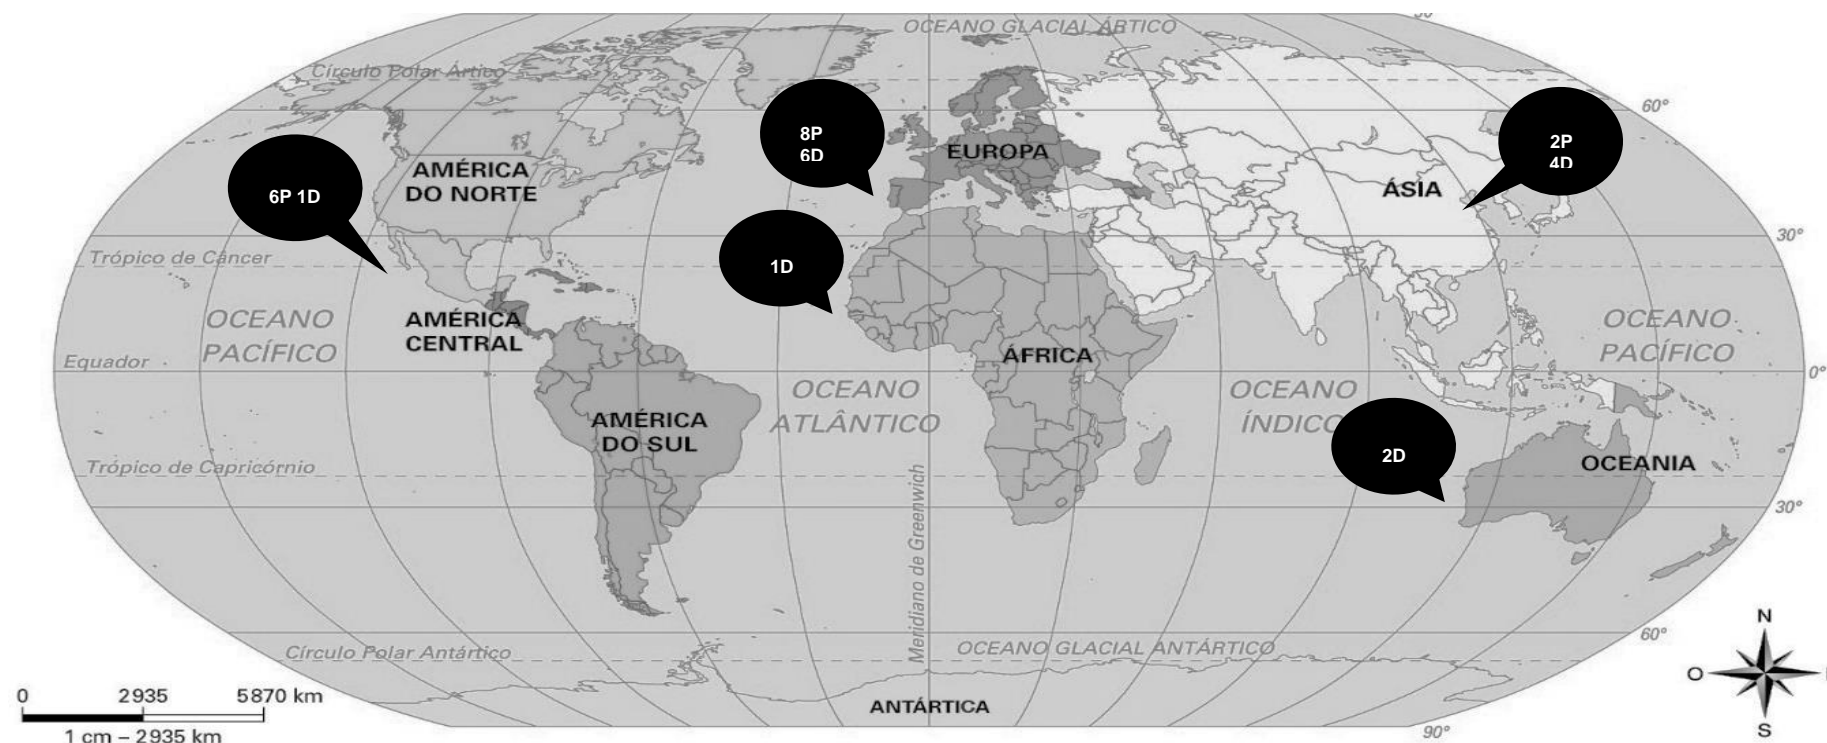 OCEANO GLACIAL ÁRTICO
Círculo Polar Ártico
60°
8P
6D
2P
4D
EUROPA
AMÉRICA
DO NORTE
ÁSIA
6P 1D
30°
Trópico de Câncer
1D
OCEANO
PACÍFICO
AMÉRICA
CENTRAL
OCEANO
PACÍFICO
Equador
ÁFRICA
0°
OCEANO
ATLÂNTICO
OCEANO
ÍNDICO
AMÉRICA
DO SUL
2D
OCEANIA
Trópico de Capricórnio
30°
Meridiano de Greenwich
60°
N
O
S
Círculo Polar Antártico
OCEANO GLACIAL ANTÁRTICO
0 2935 5870 km
1 cm – 2935 km
ANTÁRTICA
90°